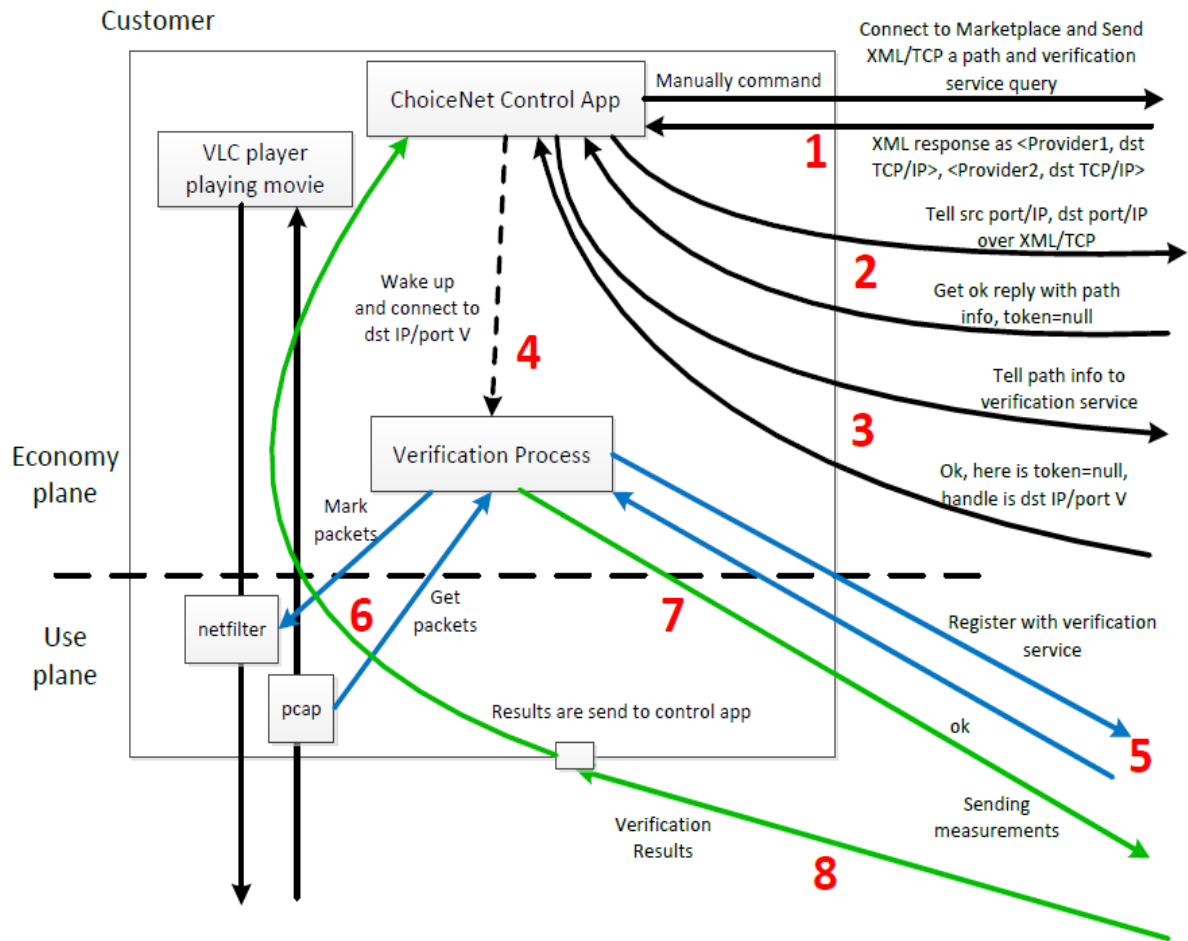 Customer
Connect to Marketplace and Send
XML/TCP a path and verification
service query
ChoiceNet Control App
Manually command
1
XML response as <Provider1, dst
TCP/IP>, <Provider2, dst TCP/IP>
VLC player
playing movie
Tell src port/IP, dst port/IP
over XML/TCP
2
Get ok reply with path
info, token=null
Wake up
and connect to
dst IP/port V
4
Tell path info to
verification service
3
Verification Process
Ok, here is token=null,
handle is dst IP/port V
Economy
plane
Mark
packets
Use
plane
netfilter
6
Get
packets
7
Register with verification
service
pcap
Results are send to control app
ok
5
Sending
measurements
Verification
Results
8